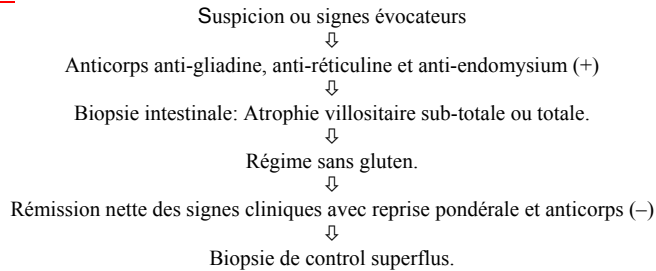 Suspicion ou signes évocateurs
⇩
Anticorps anti-gliadine, anti-réticuline et anti-endomysium (+)
⇩
Biopsie intestinale: Atrophie villositaire sub-totale ou totale.
⇩
Régime sans gluten.
⇩
Rémission nette des signes cliniques avec reprise pondérale et anticorps (–)
⇩
Biopsie de control superflus.